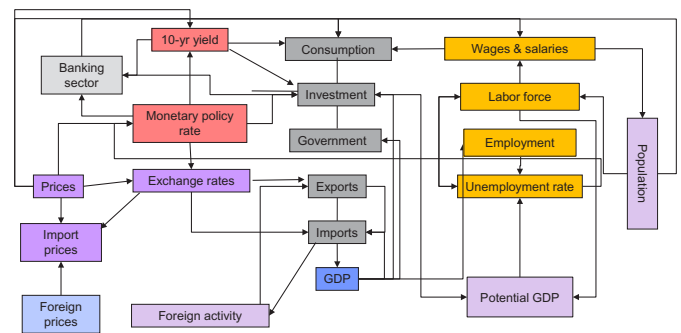 10-yr yield
Consumption
Wages & salaries
Banking
sector
Investment
Labor force
Monetary policy
rate
Government
Employment
Population
Prices
Exchange rates
Exports
Unemployment rate
Import
prices
Imports
GDP
Foreign
prices
Foreign activity
Potential GDP